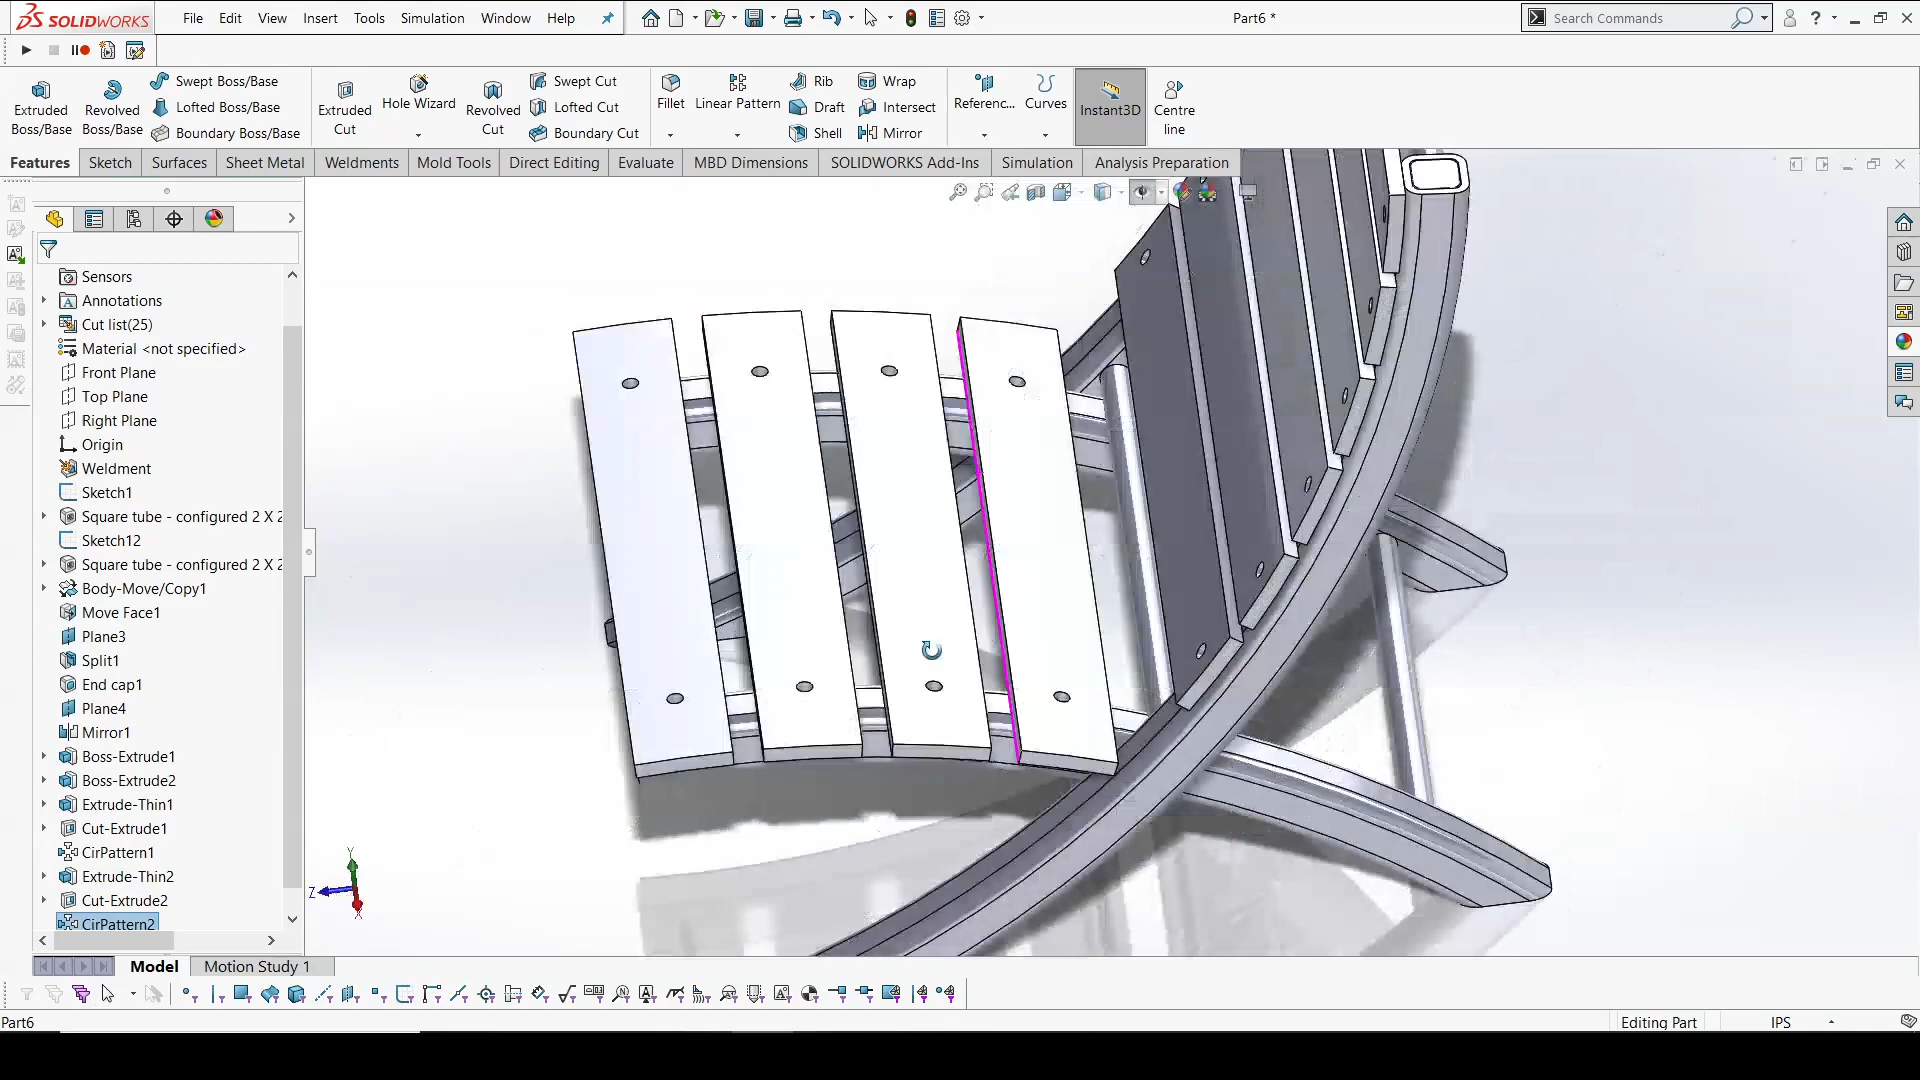 SOLIDWORKS
File
Edit
View
Insert
Tools
Simulation
Window
Help
Part6 *
Search Commands
Extruded Boss/Base
Revolved Boss/Base
Swept Boss/Base
Lofted Boss/Base
Boundary Boss/Base
Extruded Cut
Hole Wizard
Revolved Cut
Swept Cut
Lofted Cut
Boundary Cut
Fillet
Linear Pattern
Rib
Draft
Shell
Wrap
Intersect
Mirror
Referenc...
Curves
Instant3D
Centre line
Features
Sketch
Surfaces
Sheet Metal
Weldments
Mold Tools
Direct Editing
Evaluate
MBD Dimensions
SOLIDWORKS Add-Ins
Simulation
Analysis Preparation
Sensors
Annotations
Cut list(25)
Material <not specified>
Front Plane
Top Plane
Right Plane
Origin
Weldment
Sketch1
Square tube - configured 2 X 2
Sketch12
Square tube - configured 2 X 2
Body-Move/Copy1
Move Face1
Plane3
Split1
End cap1
Plane4
Mirror1
Boss-Extrude1
Boss-Extrude2
Extrude-Thin1
Cut-Extrude1
CirPattern1
Extrude-Thin2
Cut-Extrude2
CirPattern2
Y
Z
X
Model
Motion Study 1
Part6
Editing Part
IPS